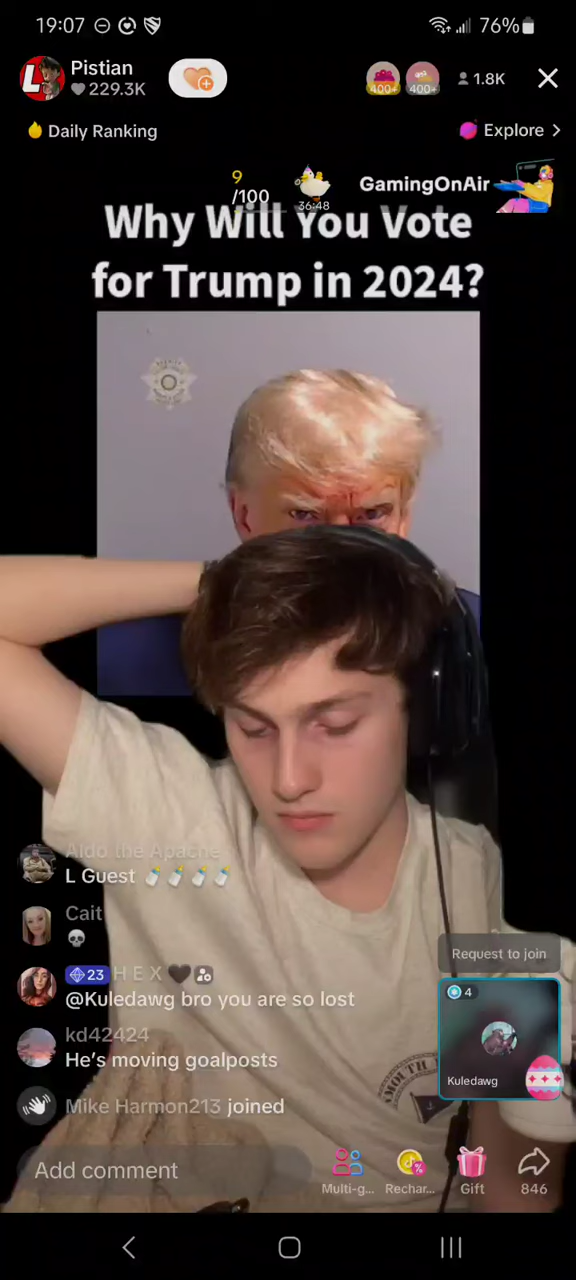 19:07
76%
Pistian
229.3K
400+
400+
1.8K
Daily Ranking
Explore >
9
/100
36:48
GamingOnAir
Why Will You Vote
for Trump in 2024?
Aldo the Apache
L Guest 🍼🍼🍼🍼
Cait
💀
23 H E X 🖤
@Kuledawg bro you are so lost
kd42424
He's moving goalposts
Mike Harmon213 joined
Request to join
4
Kuledawg
Add comment
Multi-g...
Rechar...
Gift
846